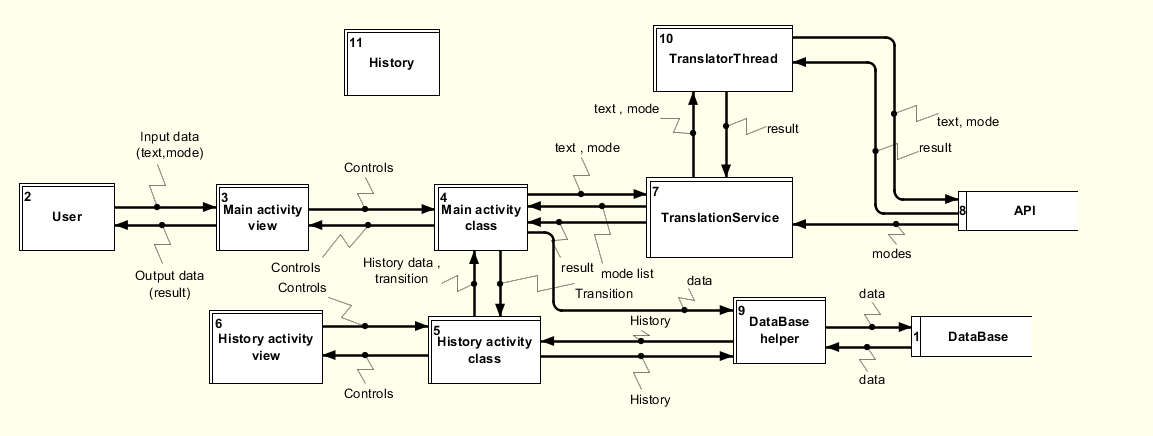 11
History
10
TranslatorThread
text , mode
result
text, mode
result
Input data
(text,mode)
Controls
text , mode
2
User
3
Main activity
view
4
Main activity
class
7
TranslationService
8
API
Output data
(result)
Controls
Controls
History data ,
transition
result
mode list
modes
Transition
data
data
6
History activity
view
5
History activity
class
History
9
DataBase
helper
1
DataBase
Controls
History
data